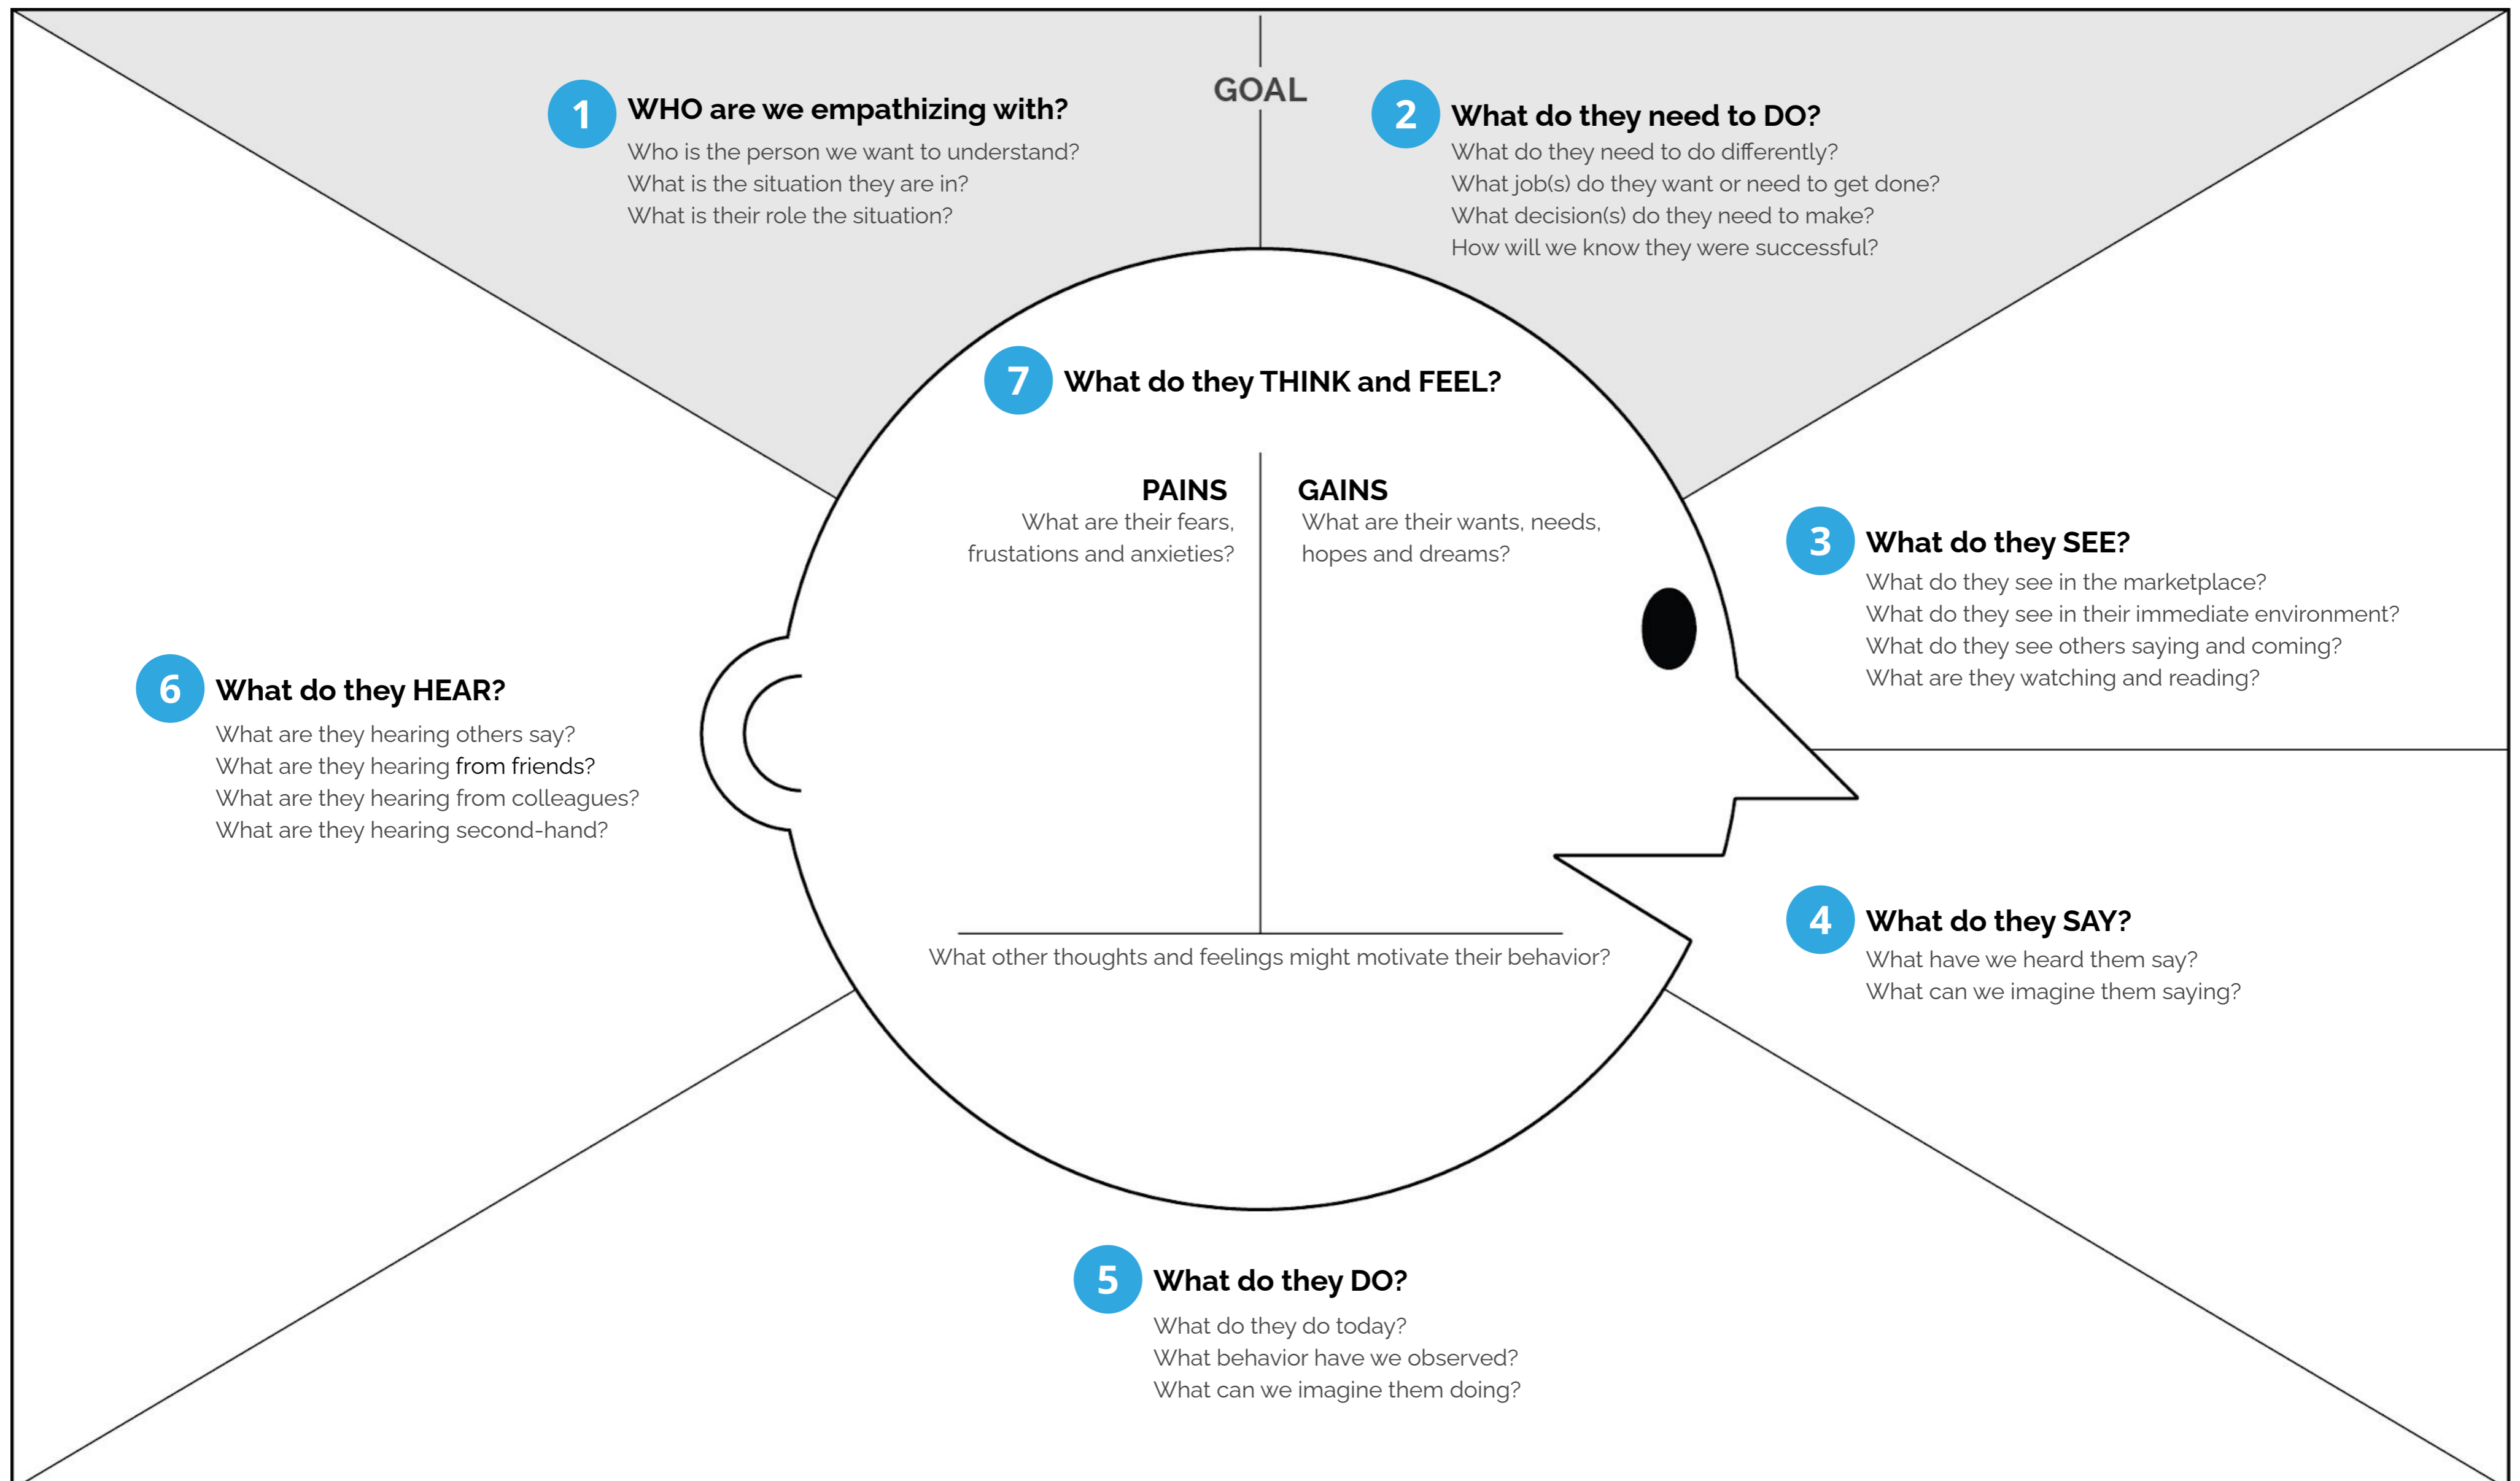 GOAL
1 WHO are we empathizing with?
Who is the person we want to understand?
What is the situation they are in?
What is their role the situation?
2 What do they need to DO?
What do they need to do differently?
What job(s) do they want or need to get done?
What decision(s) do they need to make?
How will we know they were successful?
3 What do they SEE?
What do they see in the marketplace?
What do they see in their immediate environment?
What do they see others saying and coming?
What are they watching and reading?
4 What do they SAY?
What have we heard them say?
What can we imagine them saying?
5 What do they DO?
What do they do today?
What behavior have we observed?
What can we imagine them doing?
6 What do they HEAR?
What are they hearing others say?
What are they hearing from friends?
What are they hearing from colleagues?
What are they hearing second-hand?
7 What do they THINK and FEEL?
PAINS
What are their fears,
frustations and anxieties?
GAINS
What are their wants, needs,
hopes and dreams?
What other thoughts and feelings might motivate their behavior?